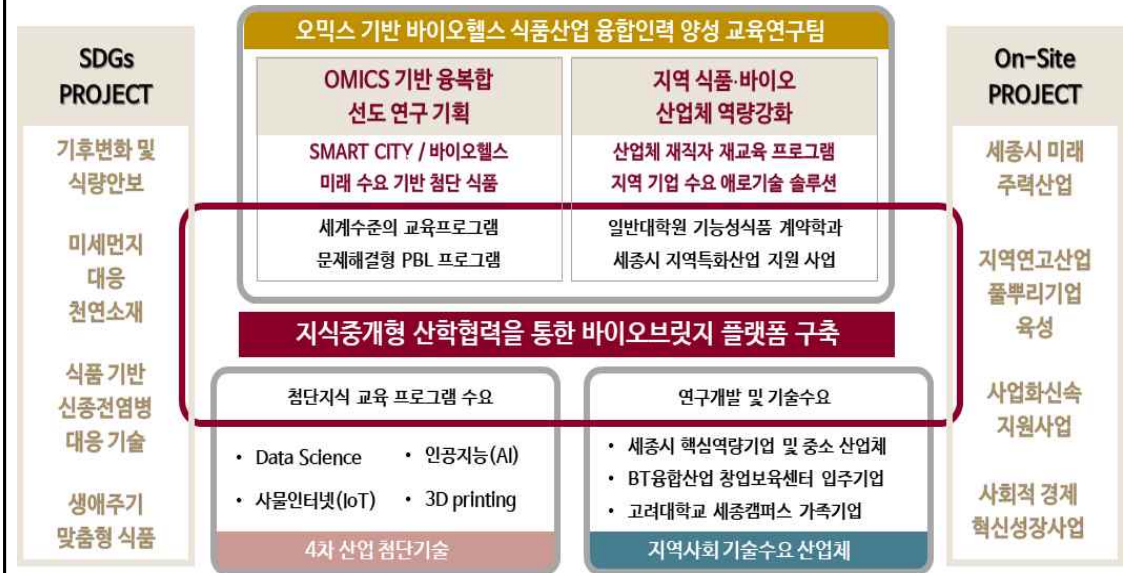 오믹스 기반 바이오헬스 식품산업 융합인력 양성 교육연구팀
SDGs
PROJECT
기후변화 및
식량안보
미세먼지
대응
천연소재
식품 기반
신종전염병
대응 기술
생애주기
맞춤형 식품
OMICS 기반 융복합
선도 연구 기획
SMART CITY / 바이오헬스
미래 수요 기반 첨단 식품
세계수준의 교육프로그램
문제해결형 PBL 프로그램
지역 식품·바이오
산업체 역량강화
산업체 재직자 재교육 프로그램
지역 기업 수요 애로기술 솔루션
일반대학원 기능성식품 계약학과
세종시 지역특화산업 지원 사업
지식중개형 산학협력을 통한 바이오브릿지 플랫폼 구축
첨단지식 교육 프로그램 수요
• Data Science • 인공지능(AI)
• 사물인터넷(IoT) • 3D printing
4차 산업 첨단기술
연구개발 및 기술수요
• 세종시 핵심역량기업 및 중소 산업체
• BT융합산업 창업보육센터 입주기업
• 고려대학교 세종캠퍼스 가족기업
지역사회 기술수요 산업체
On-Site
PROJECT
세종시 미래
주력산업
지역연고산업
풀뿌리기업
육성
사업화신속
지원사업
사회적 경제
혁신성장사업